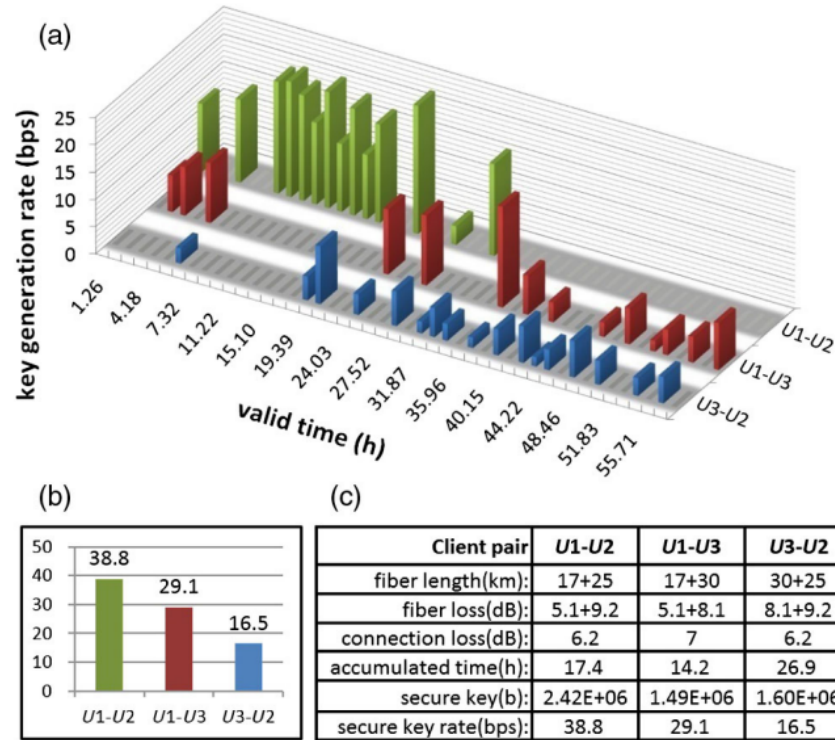 (a)
key generation rate (bps)
25
20
15
10
5
0
1.26
4.18
7.32
11.22
15.10
19.39
24.03
27.52
31.87
35.96
40.15
44.22
48.46
51.83
55.71
valid time (h)
U1-U2
U1-U3
U3-U2
(b)
50
40
30
20
10
0
38.8
29.1
16.5
U1-U2 U1-U3 U3-U2
(c)
Client pair U1-U2 U1-U3 U3-U2
fiber length(km): 17+25 17+30 30+25
fiber loss(dB): 5.1+9.2 5.1+8.1 8.1+9.2
connection loss(dB): 6.2 7 6.2
accumulated time(h): 17.4 14.2 26.9
secure key(b): 2.42E+06 1.49E+06 1.60E+06
secure key rate(bps): 38.8 29.1 16.5